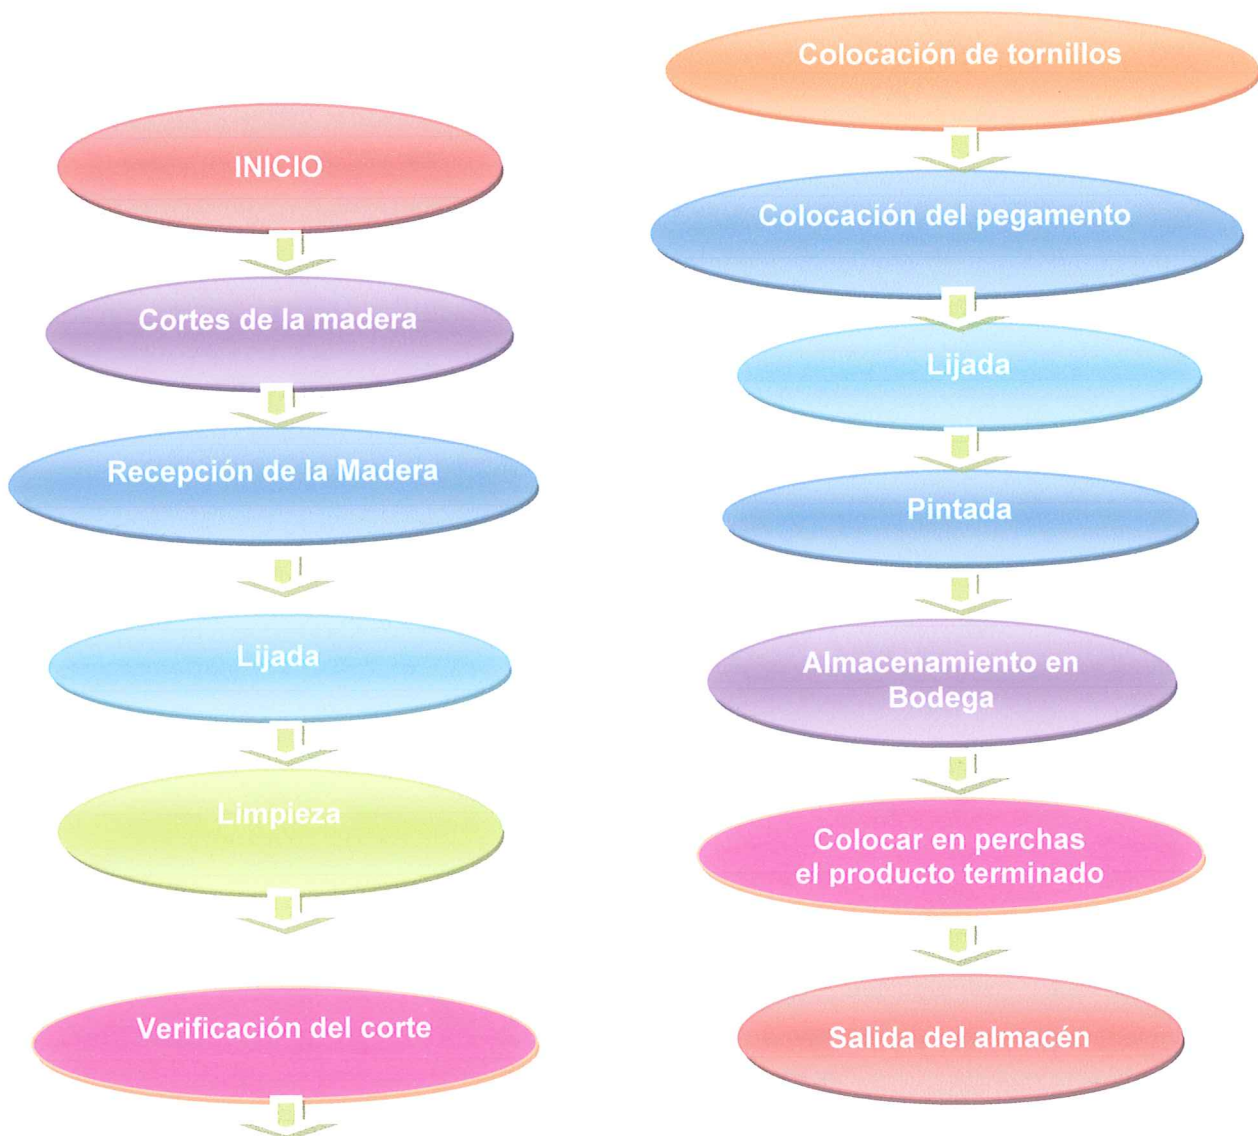 INICIO
Cortes de la madera
Recepción de la Madera
Lijada
Limpieza
Verificación del corte
Colocación de tornillos
Colocación del pegamento
Lijada
Pintada
Almacenamiento en
Bodega
Colocar en perchas
el producto terminado
Salida del almacén